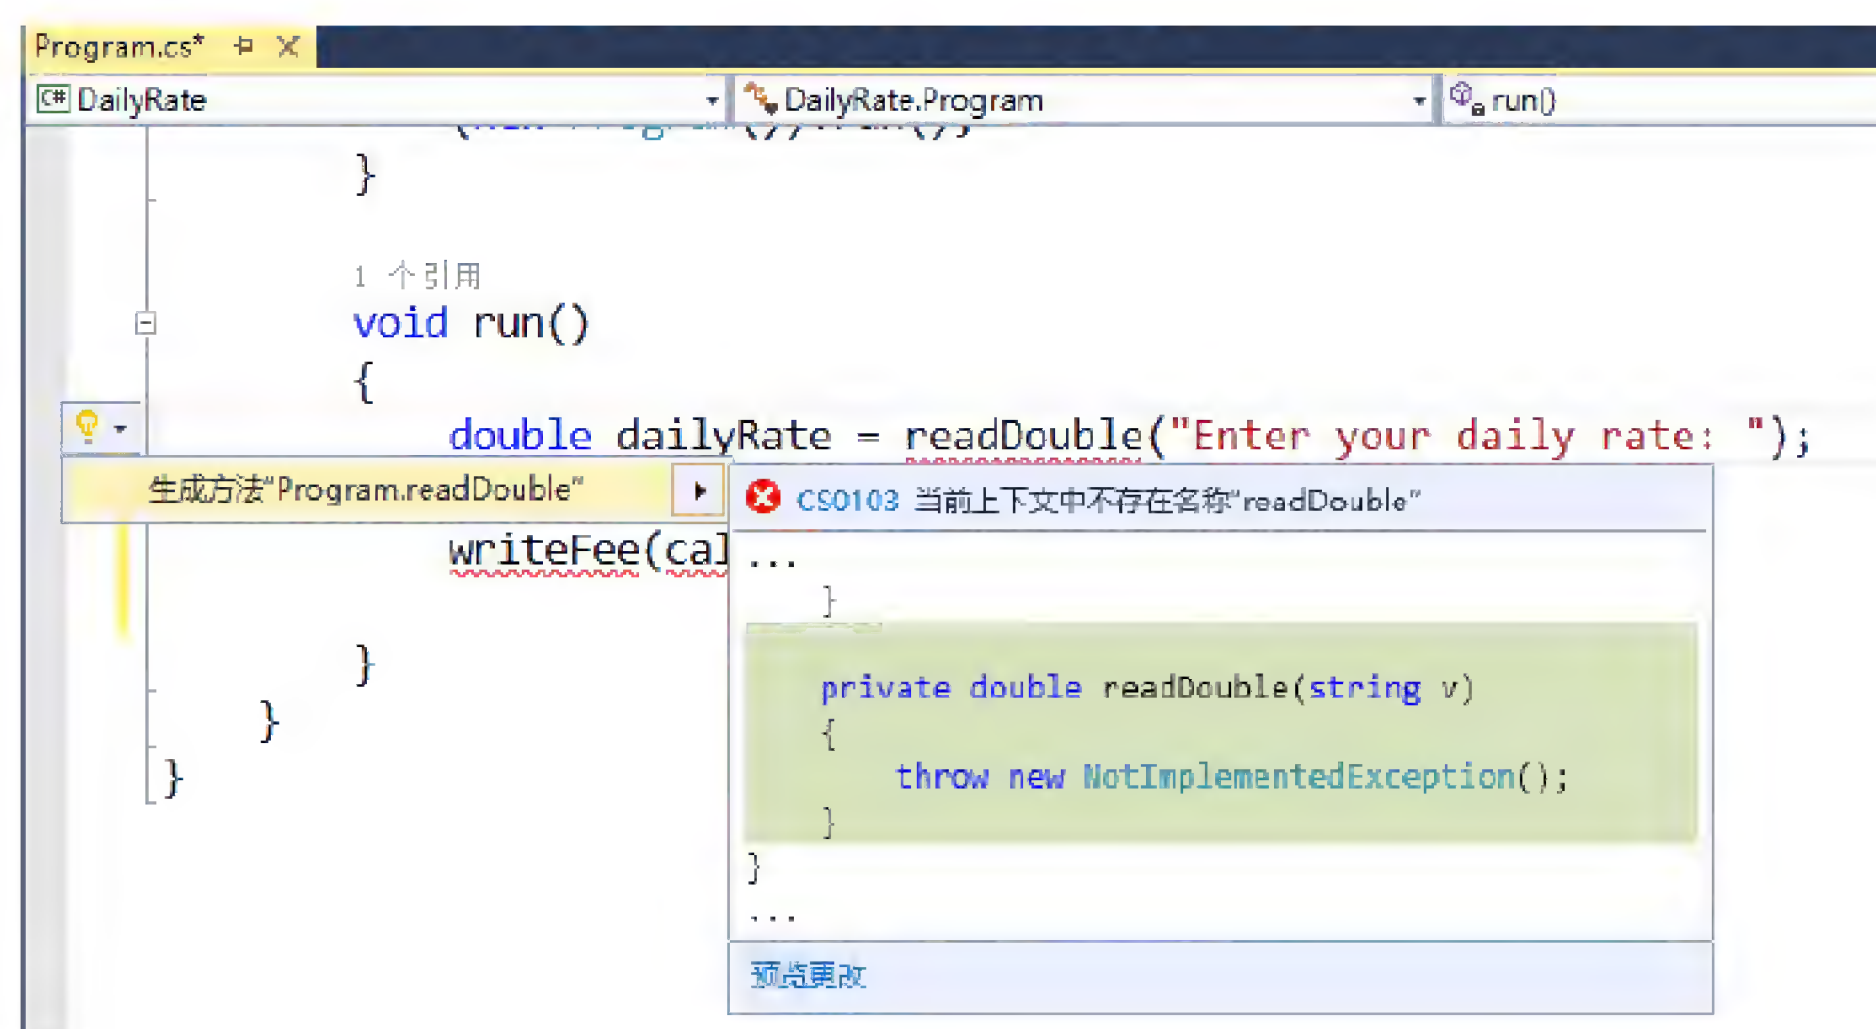 Program.cs*
DailyRate DailyRate.Program run()
}
1 个引用
void run()
{
double dailyRate = readDouble("Enter your daily rate: ");
生成方法“Program.readDouble”
CS0103 当前上下文中不存在名称“readDouble”
writeFee(cal
...
}
private double readDouble(string v)
{
throw new NotImplementedException();
}
}
...
预览更改
}
}
}